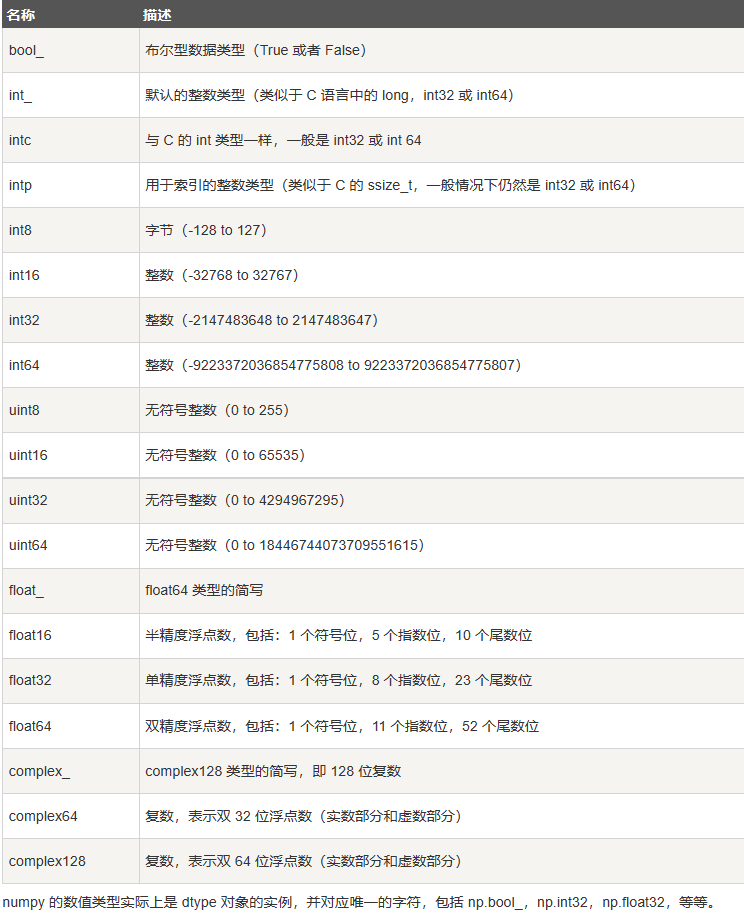 名称 描述
bool_ 布尔型数据类型（True 或者 False）
int_ 默认的整数类型（类似于 C 语言中的 long，int32 或 int64）
intc 与 C 的 int 类型一样，一般是 int32 或 int 64
intp 用于索引的整数类型（类似于 C 的 ssize_t，一般情况下仍然是 int32 或 int64）
int8 字节（-128 to 127）
int16 整数（-32768 to 32767）
int32 整数（-2147483648 to 2147483647）
int64 整数（-9223372036854775808 to 9223372036854775807）
uint8 无符号整数（0 to 255）
uint16 无符号整数（0 to 65535）
uint32 无符号整数（0 to 4294967295）
uint64 无符号整数（0 to 18446744073709551615）
float_ float64 类型的简写
float16 半精度浮点数，包括：1 个符号位，5 个指数位，10 个尾数位
float32 单精度浮点数，包括：1 个符号位，8 个指数位，23 个尾数位
float64 双精度浮点数，包括：1 个符号位，11 个指数位，52 个尾数位
complex_ complex128 类型的简写，即 128 位复数
complex64 复数，表示双 32 位浮点数（实数部分和虚数部分）
complex128 复数，表示双 64 位浮点数（实数部分和虚数部分）
numpy 的数值类型实际上是 dtype 对象的实例，并对应唯一的字符，包括 np.bool_，np.int32，np.float32，等等。